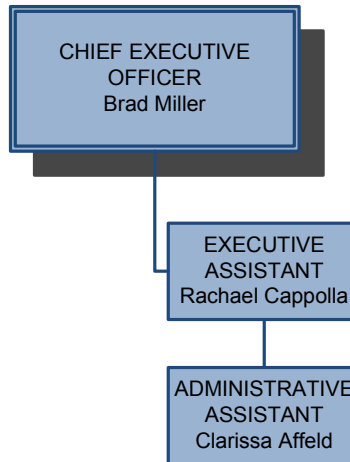 CHIEF EXECUTIVE
OFFICER
Brad Miller
EXECUTIVE
ASSISTANT
Rachael Cappolla
ADMINISTRATIVE
ASSISTANT
Clarissa Affeld